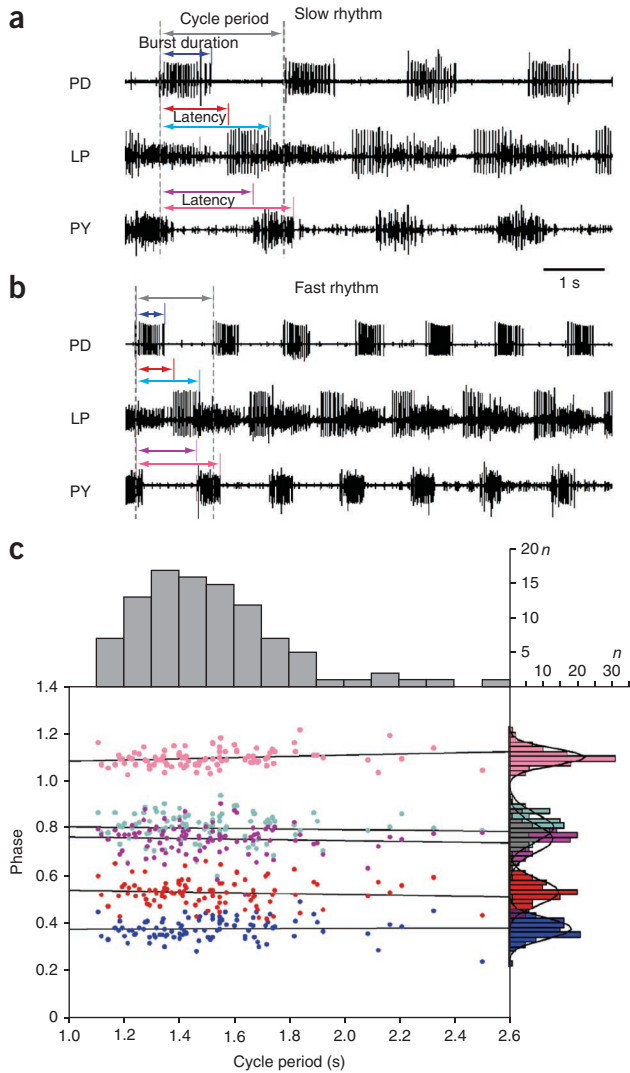 a
Slow rhythm
Cycle period
Burst duration
PD
Latency
LP
Latency
PY
1 s
b
Fast rhythm
PD
LP
PY
c
20 n
15
10
5
n
10 20 30
1.4
1.2
1.0
0.8
0.6
0.4
0.2
0
Phase
1.0 1.2 1.4 1.6 1.8 2.0 2.2 2.4 2.6
Cycle period (s)